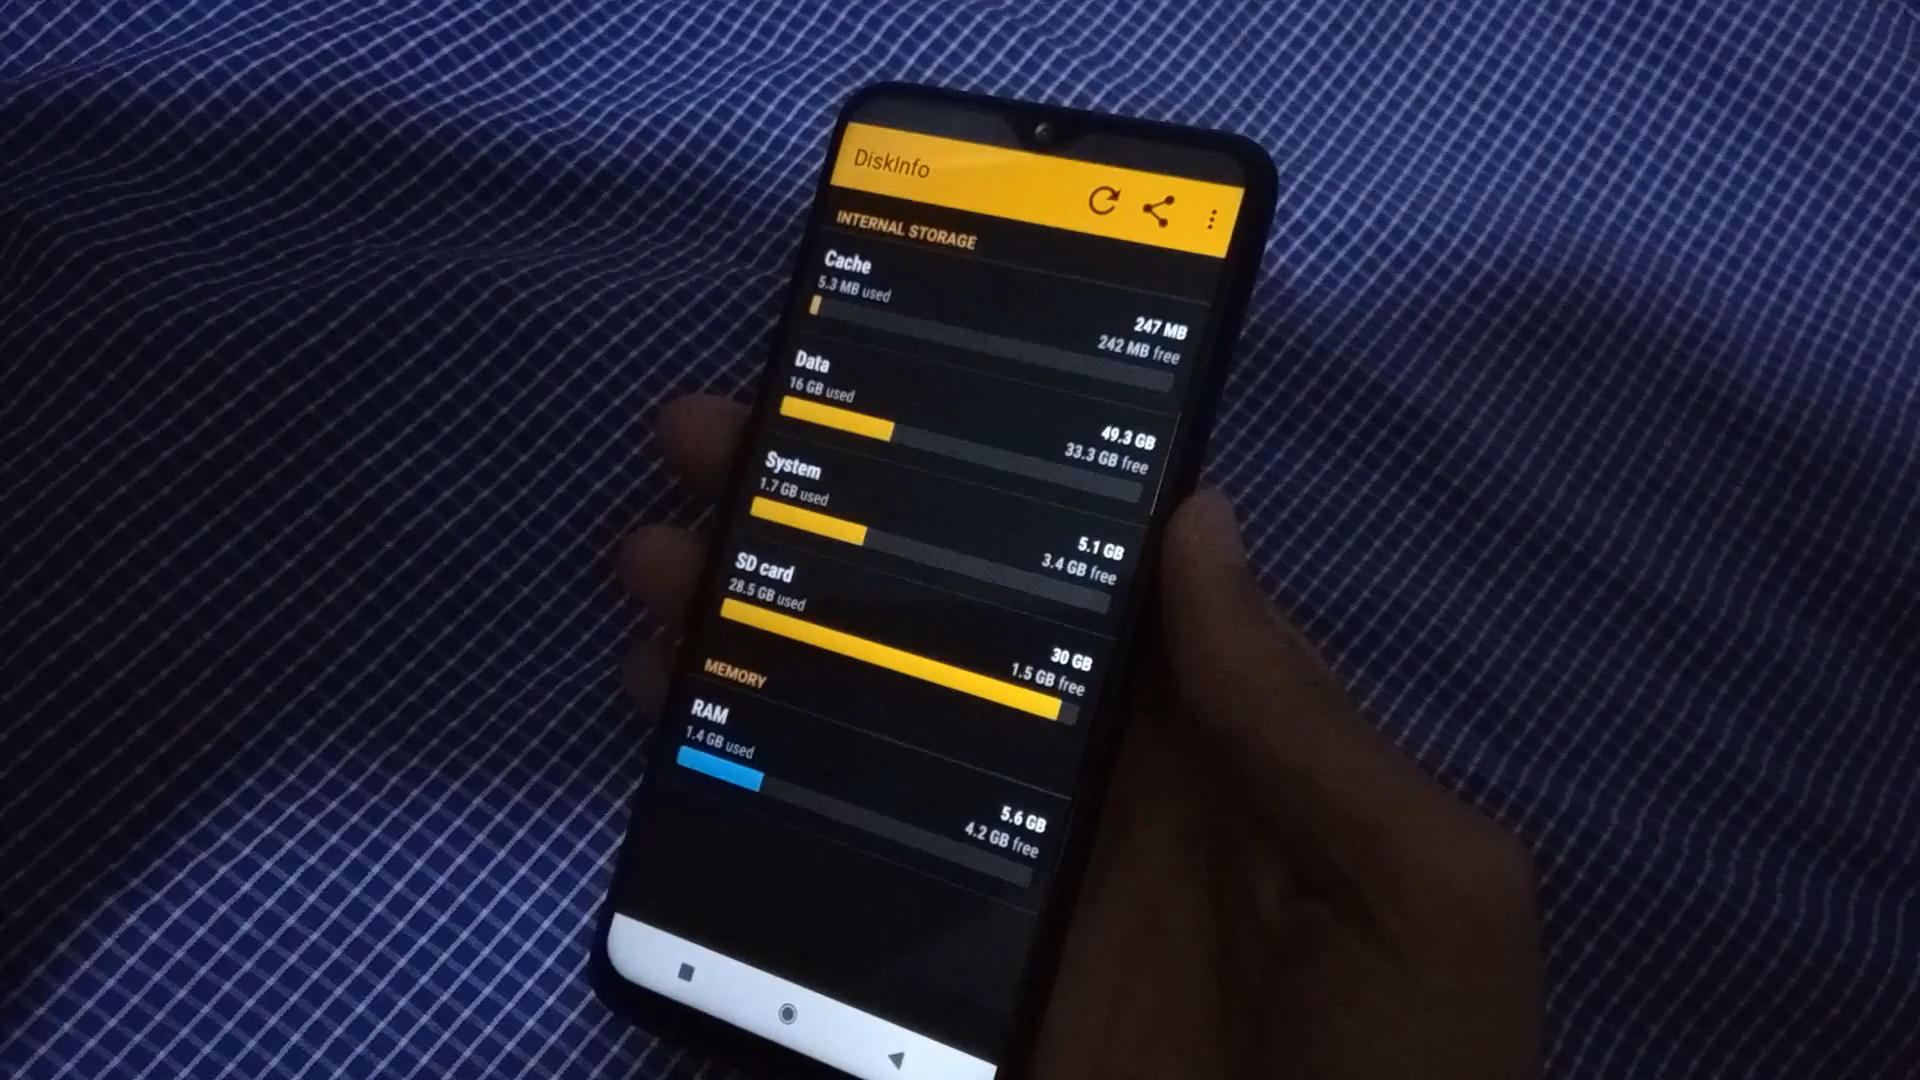 DiskInfo
INTERNAL STORAGE
Cache
5.3 MB used
247 MB
242 MB free
Data
16 GB used
49.3 GB
33.3 GB free
System
1.7 GB used
5.1 GB
3.4 GB free
SD card
28.5 GB used
30 GB
1.5 GB free
MEMORY
RAM
1.4 GB used
5.6 GB
4.2 GB free